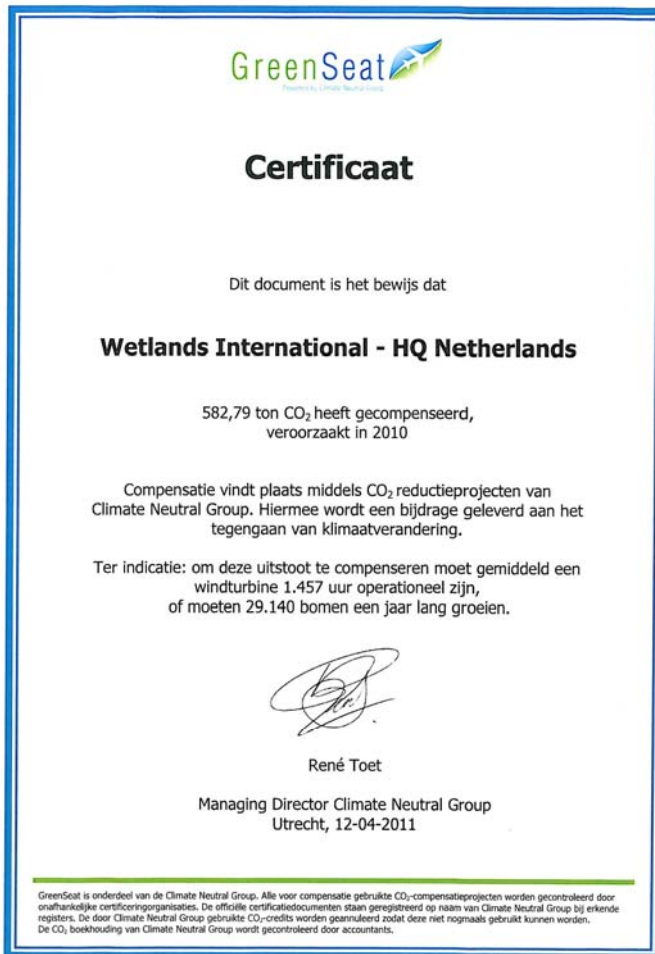 GreenSeat
Powered by Climate Neutral Group
Certificaat
Dit document is het bewijs dat
Wetlands International - HQ Netherlands
582,79 ton CO₂ heeft gecompenseerd,
veroorzaakt in 2010
Compensatie vindt plaats middels CO₂ reductieprojecten van
Climate Neutral Group. Hiermee wordt een bijdrage geleverd aan het
tegengaan van klimaatverandering.
Ter indicatie: om deze uitstoot te compenseren moet gemiddeld een
windturbine 1.457 uur operationeel zijn,
of moeten 29.140 bomen een jaar lang groeien.
René Toet
Managing Director Climate Neutral Group
Utrecht, 12-04-2011
GreenSeat is onderdeel van de Climate Neutral Group. Alle voor compensatie gebruikte CO₂-compensatieprojecten worden gecontroleerd door
onafhankelijke certificeringorganisaties. De officiële certificatiedocumenten staan geregistreerd op naam van Climate Neutral Group bij erkende
registers. De door Climate Neutral Group gebruikte CO₂-credits worden geannuleerd zodat deze niet nogmaals gebruikt kunnen worden.
De CO₂ boekhouding van Climate Neutral Group wordt gecontroleerd door accountants.